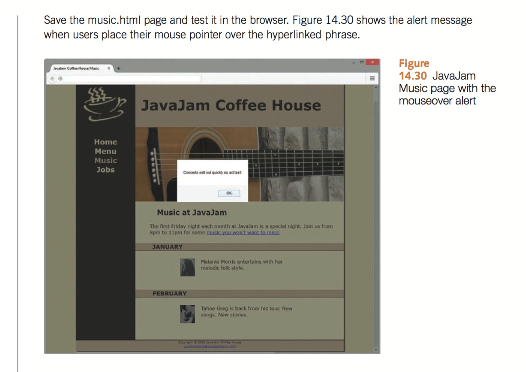 Save the music.html page and test it in the browser. Figure 14.30 shows the alert message
when users place their mouse pointer over the hyperlinked phrase.
Figure
14.30 JavaJam
Music page with the
mouseover alert
JavaJam Coffee House Music
JavaJam Coffee House
Home
Menu
Music
Jobs
Concerts sell out quickly so act fast!
OK
Music at JavaJam
The first Friday night each month at JavaJam is a special night. Join us from
8pm to 11pm for some music you won't want to miss!
JANUARY
Melanie Morris entertains with her
melodic folk style.
FEBRUARY
Tahoe Greg is back from his tour. New
songs. New stories.